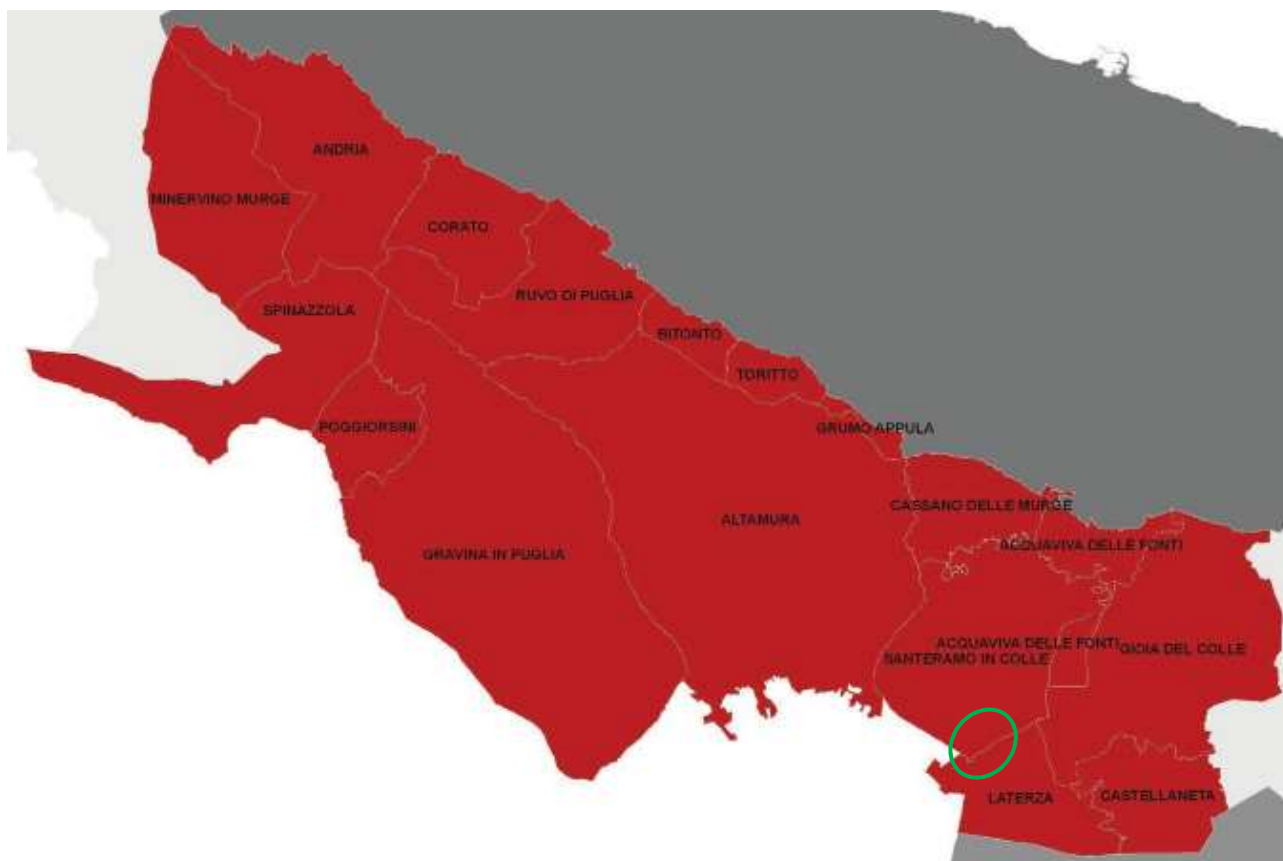 ANDRIA
MINERVINO MURGE
CORATO
RUVO DI PUGLIA
SPINAZZOLA
BITONTO
TORITTO
POGGIORSINI
GRUMO APPULA
CASSANO DELLE MURGE
ALTAMURA
ACQUAVIVA DELLE FONTI
GRAVINA IN PUGLIA
ACQUAVIVA DELLE FONTI
GIOIA DEL COLLE
SANTERAMO IN COLLE
LATERZA
CASTELLANETA